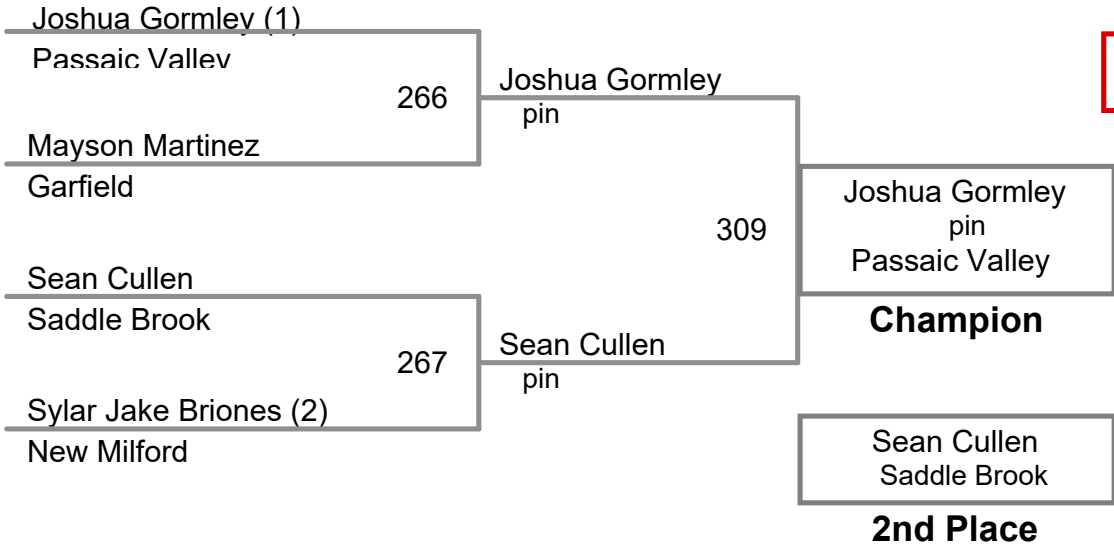 Joshua Gormley (1)
Passaic Valley
266
Joshua Gormley
pin
Mayson Martinez
Garfield
309
Joshua Gormley
pin
Passaic Valley
Champion
Sean Cullen
Saddle Brook
267
Sean Cullen
pin
Sylar Jake Briones (2)
New Milford
Sean Cullen
Saddle Brook
2nd Place